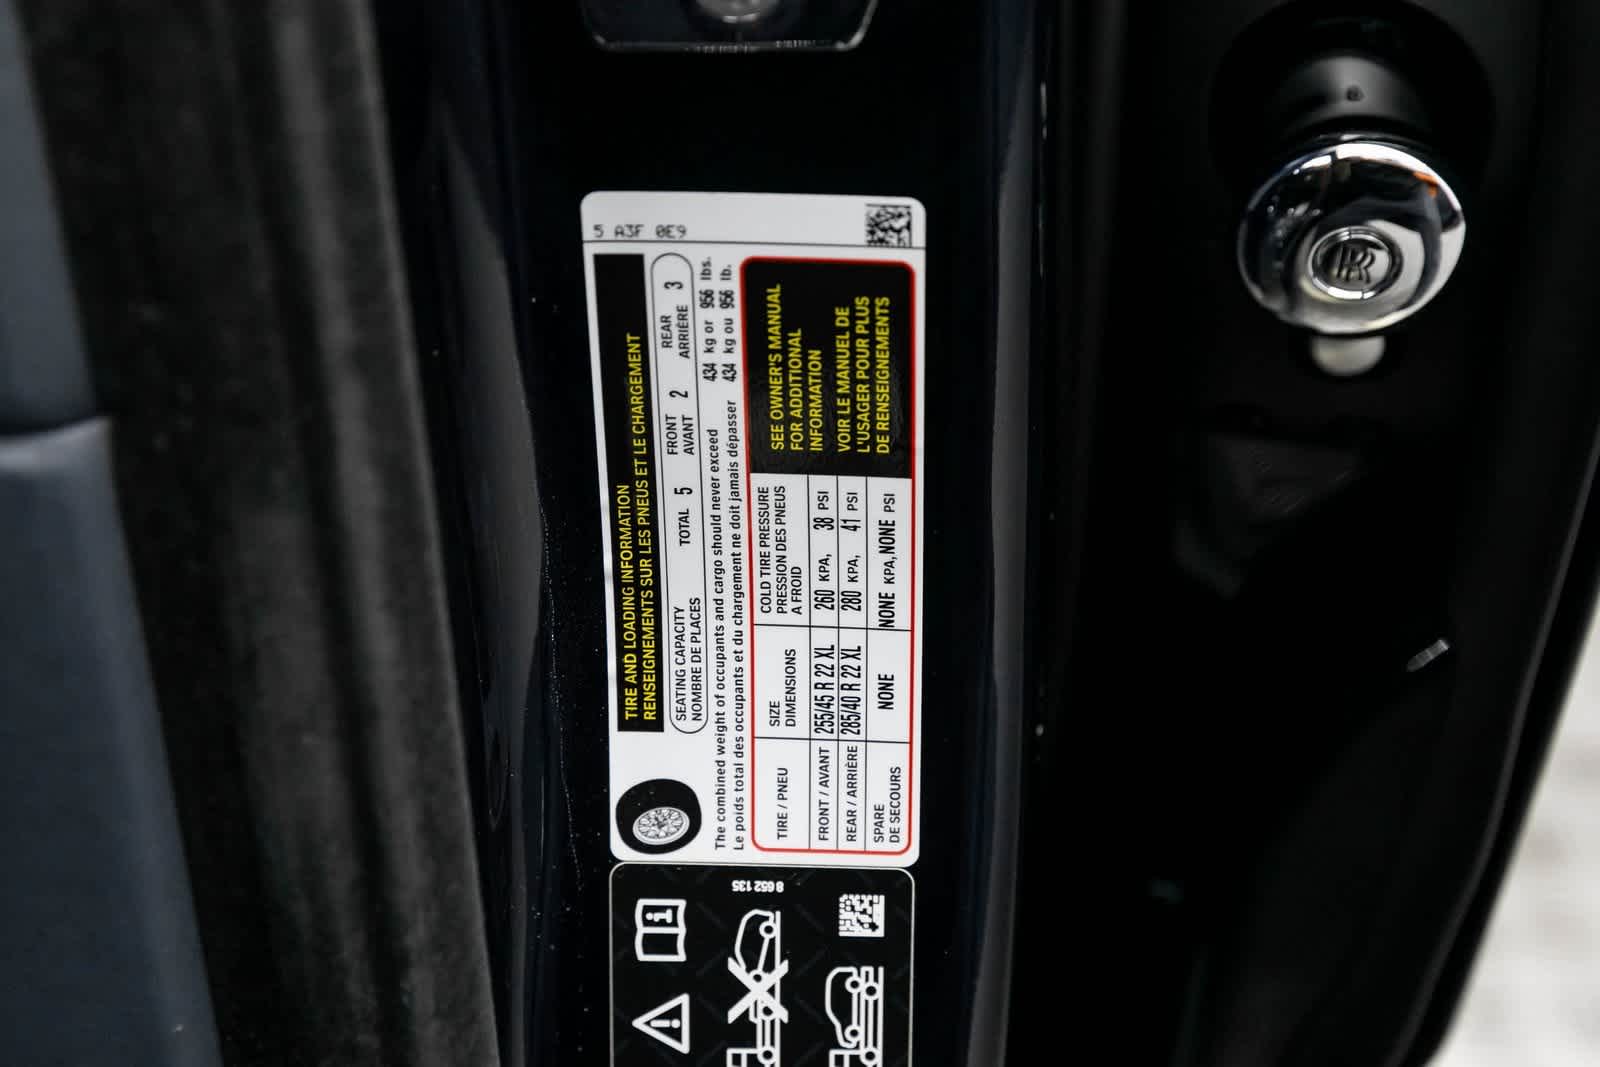 5 A3F 0E9
TIRE AND LOADING INFORMATION
RENSEIGNEMENTS SUR LES PNEUS ET LE CHARGEMENT
SEATING CAPACITY TOTAL 5 FRONT 2 REAR 3
NOMBRE DE PLACES AVANT ARRIÈRE
The combined weight of occupants and cargo should never exceed 434 kg or 956 lbs.
Le poids total des occupants et du chargement ne doit jamais dépasser 434 kg ou 956 lb.
TIRE / PNEU SIZE DIMENSIONS COLD TIRE PRESSURE PRESSION DES PNEUS A FROID
FRONT / AVANT 255/45 R 22 XL 260 KPA, 38 PSI
REAR / ARRIÈRE 285/40 R 22 XL 280 KPA, 41 PSI
SPARE DE SECOURS NONE NONE KPA, NONE PSI
SEE OWNER'S MANUAL
FOR ADDITIONAL
INFORMATION
VOIR LE MANUEL DE
L'USAGER POUR PLUS
DE RENSEIGNEMENTS
8 652 135
RR